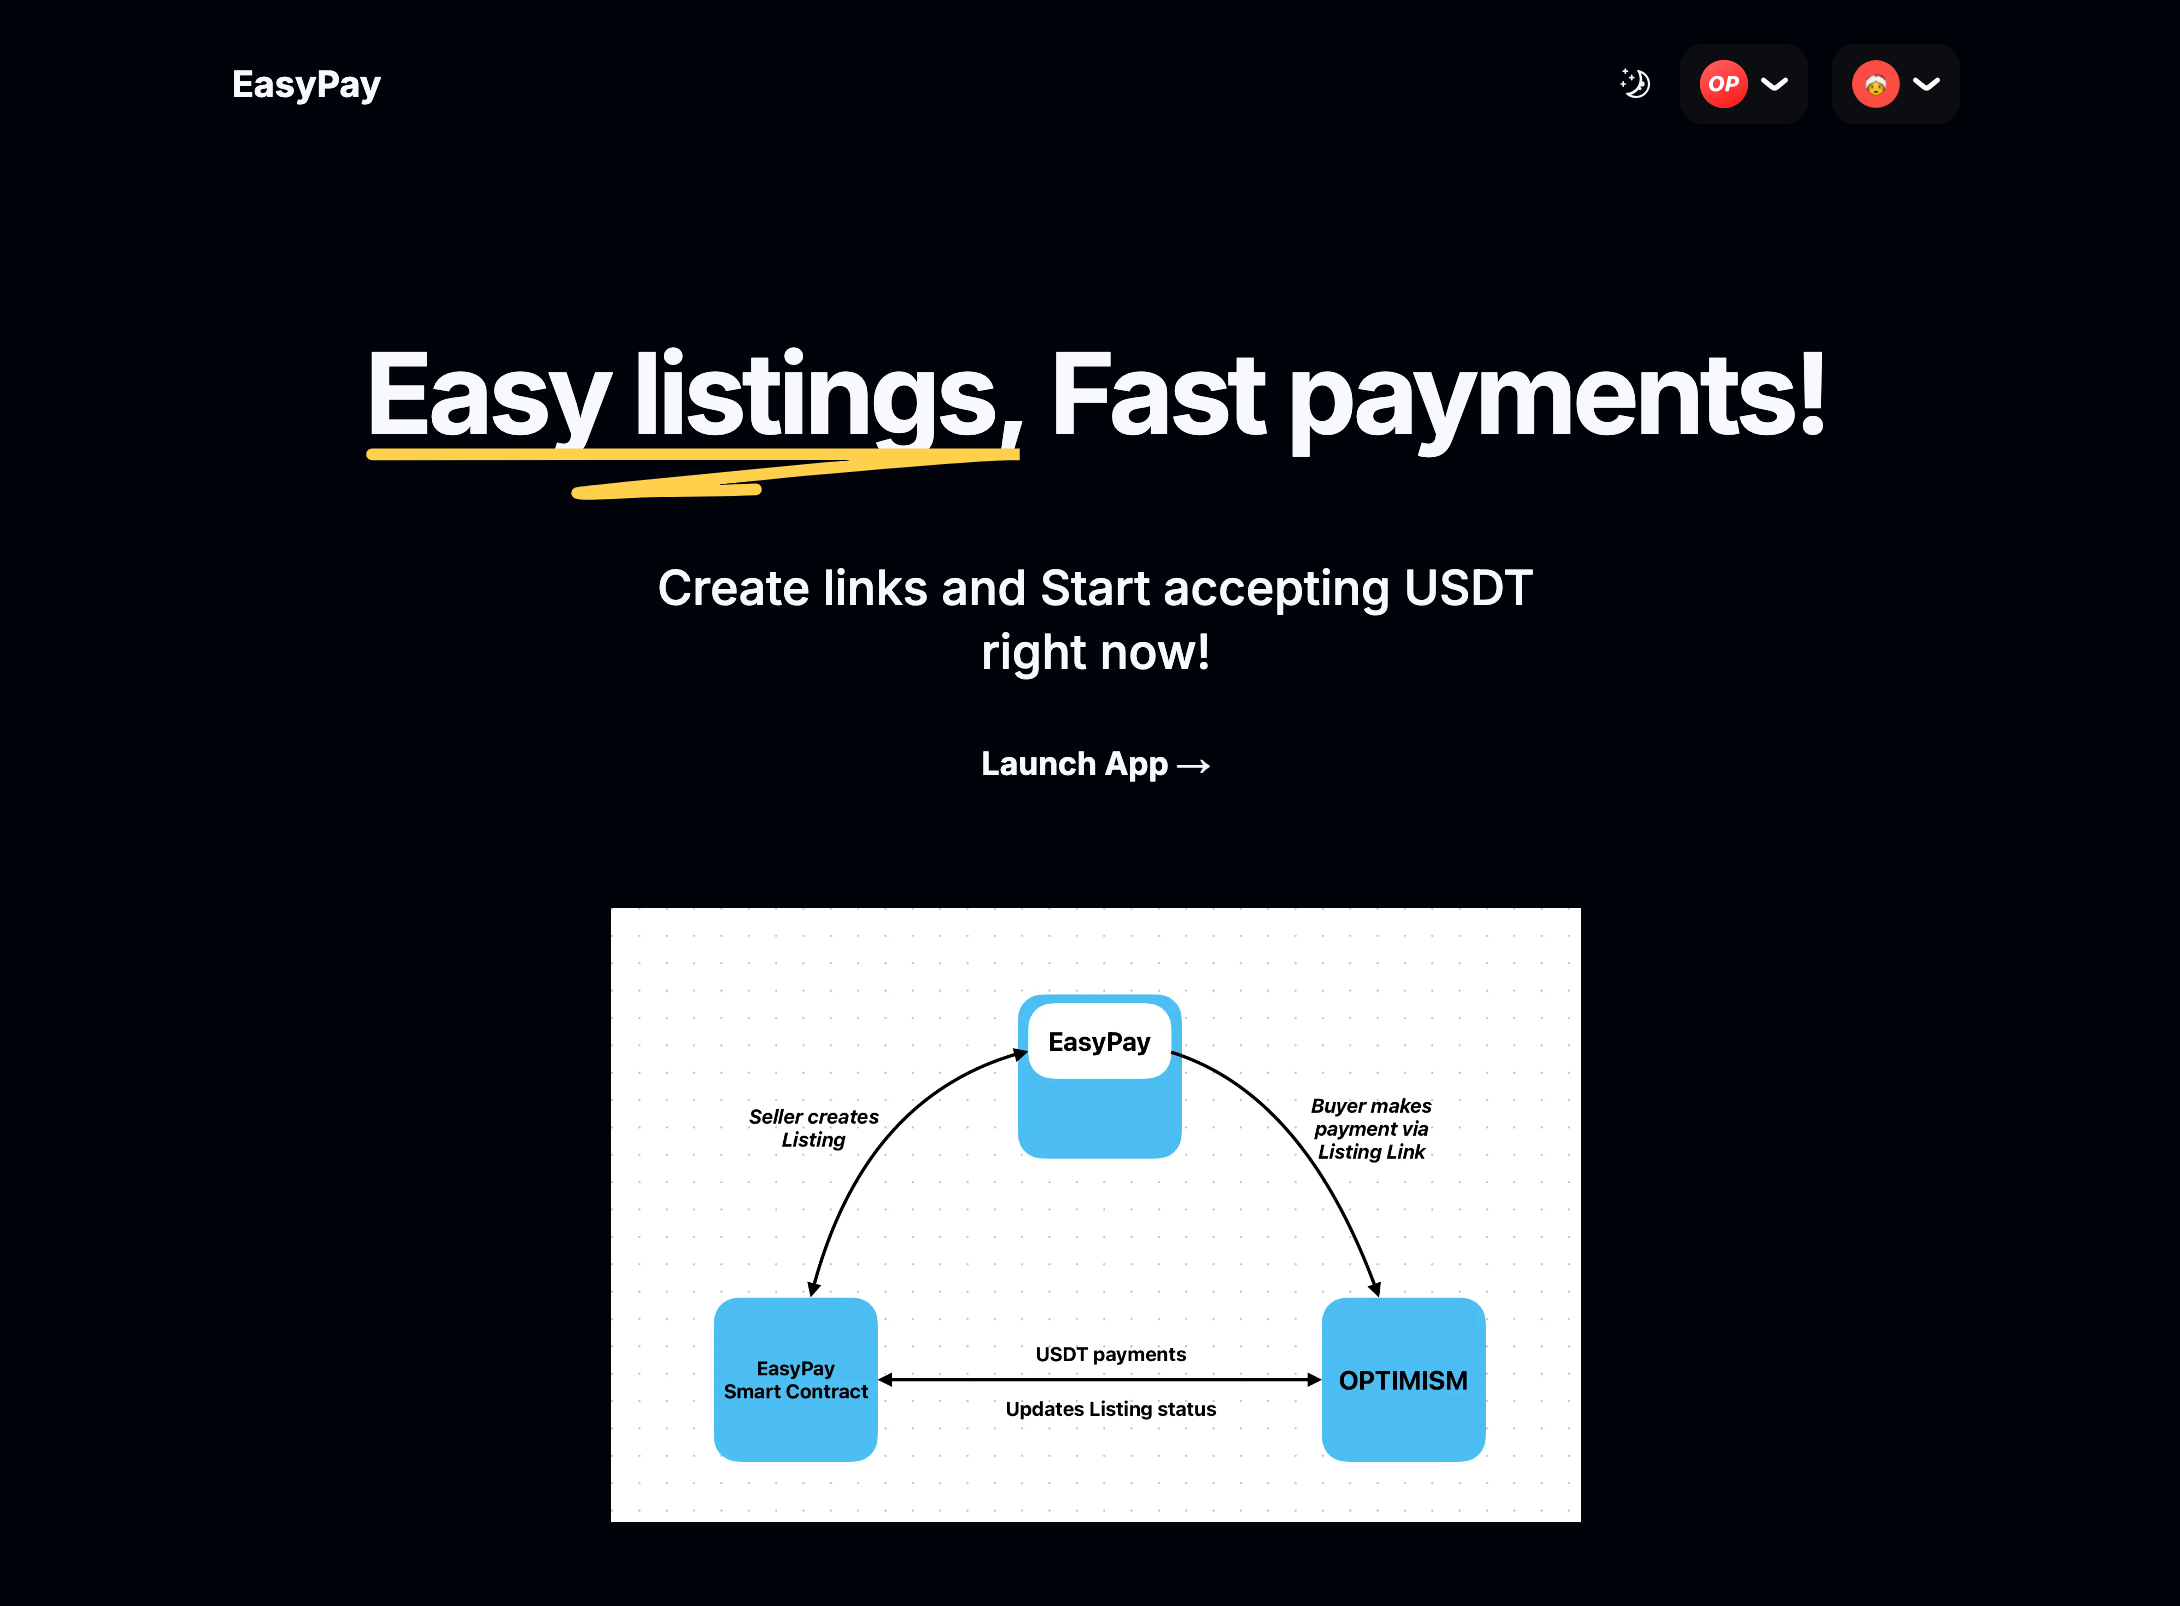 EasyPay
OP
Easy listings, Fast payments!
Create links and Start accepting USDT
right now!
Launch App →
EasyPay
Seller creates
Listing
Buyer makes
payment via
Listing Link
EasyPay
Smart Contract
USDT payments
Updates Listing status
OPTIMISM